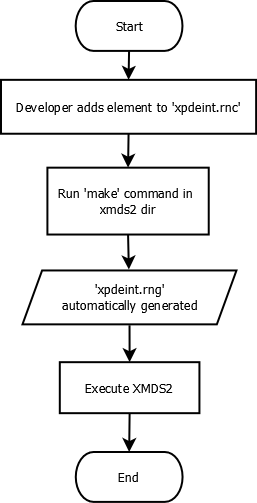 Start
Developer adds element to 'xpdeint.rnc'
Run 'make' command in
xmds2 dir
'xpdeint.rng'
automatically generated
Execute XMDS2
End